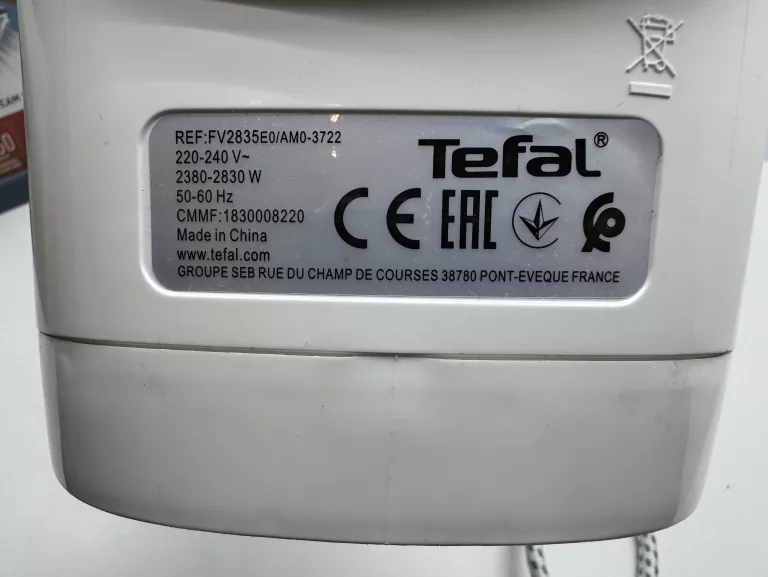 REF:FV2835E0/AM0-3722
220-240 V~
2380-2830 W
50-60 Hz
CMMF:1830008220
Made in China
www.tefal.com
GROUPE SEB RUE DU CHAMP DE COURSES 38780 PONT-EVEQUE FRANCE
Tefal®
CE EAC